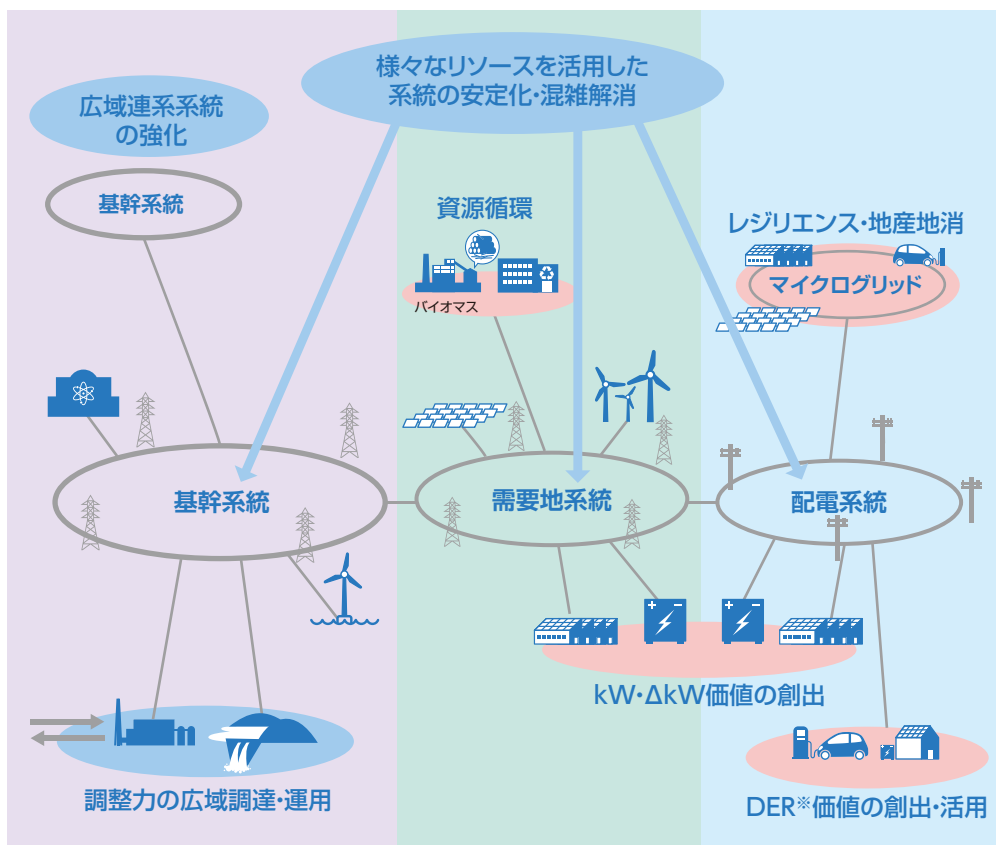 様々なリソースを活用した
系統の安定化・混雑解消
広域連系系統
の強化
基幹系統
資源循環
バイオマス
レジリエンス・地産地消
マイクログリッド
基幹系統
需要地系統
配電系統
kW・ΔkW価値の創出
調整力の広域調達・運用
DER※価値の創出・活用